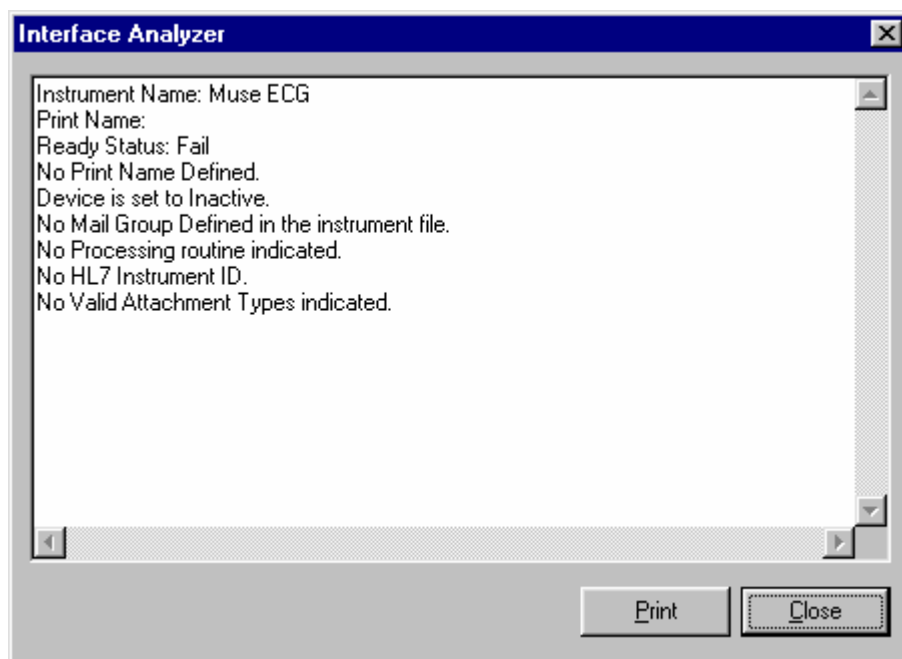 Interface Analyzer
Instrument Name: Muse ECG
Print Name:
Ready Status: Fail
No Print Name Defined.
Device is set to Inactive.
No Mail Group Defined in the instrument file.
No Processing routine indicated.
No HL7 Instrument ID.
No Valid Attachment Types indicated.
Print
Close